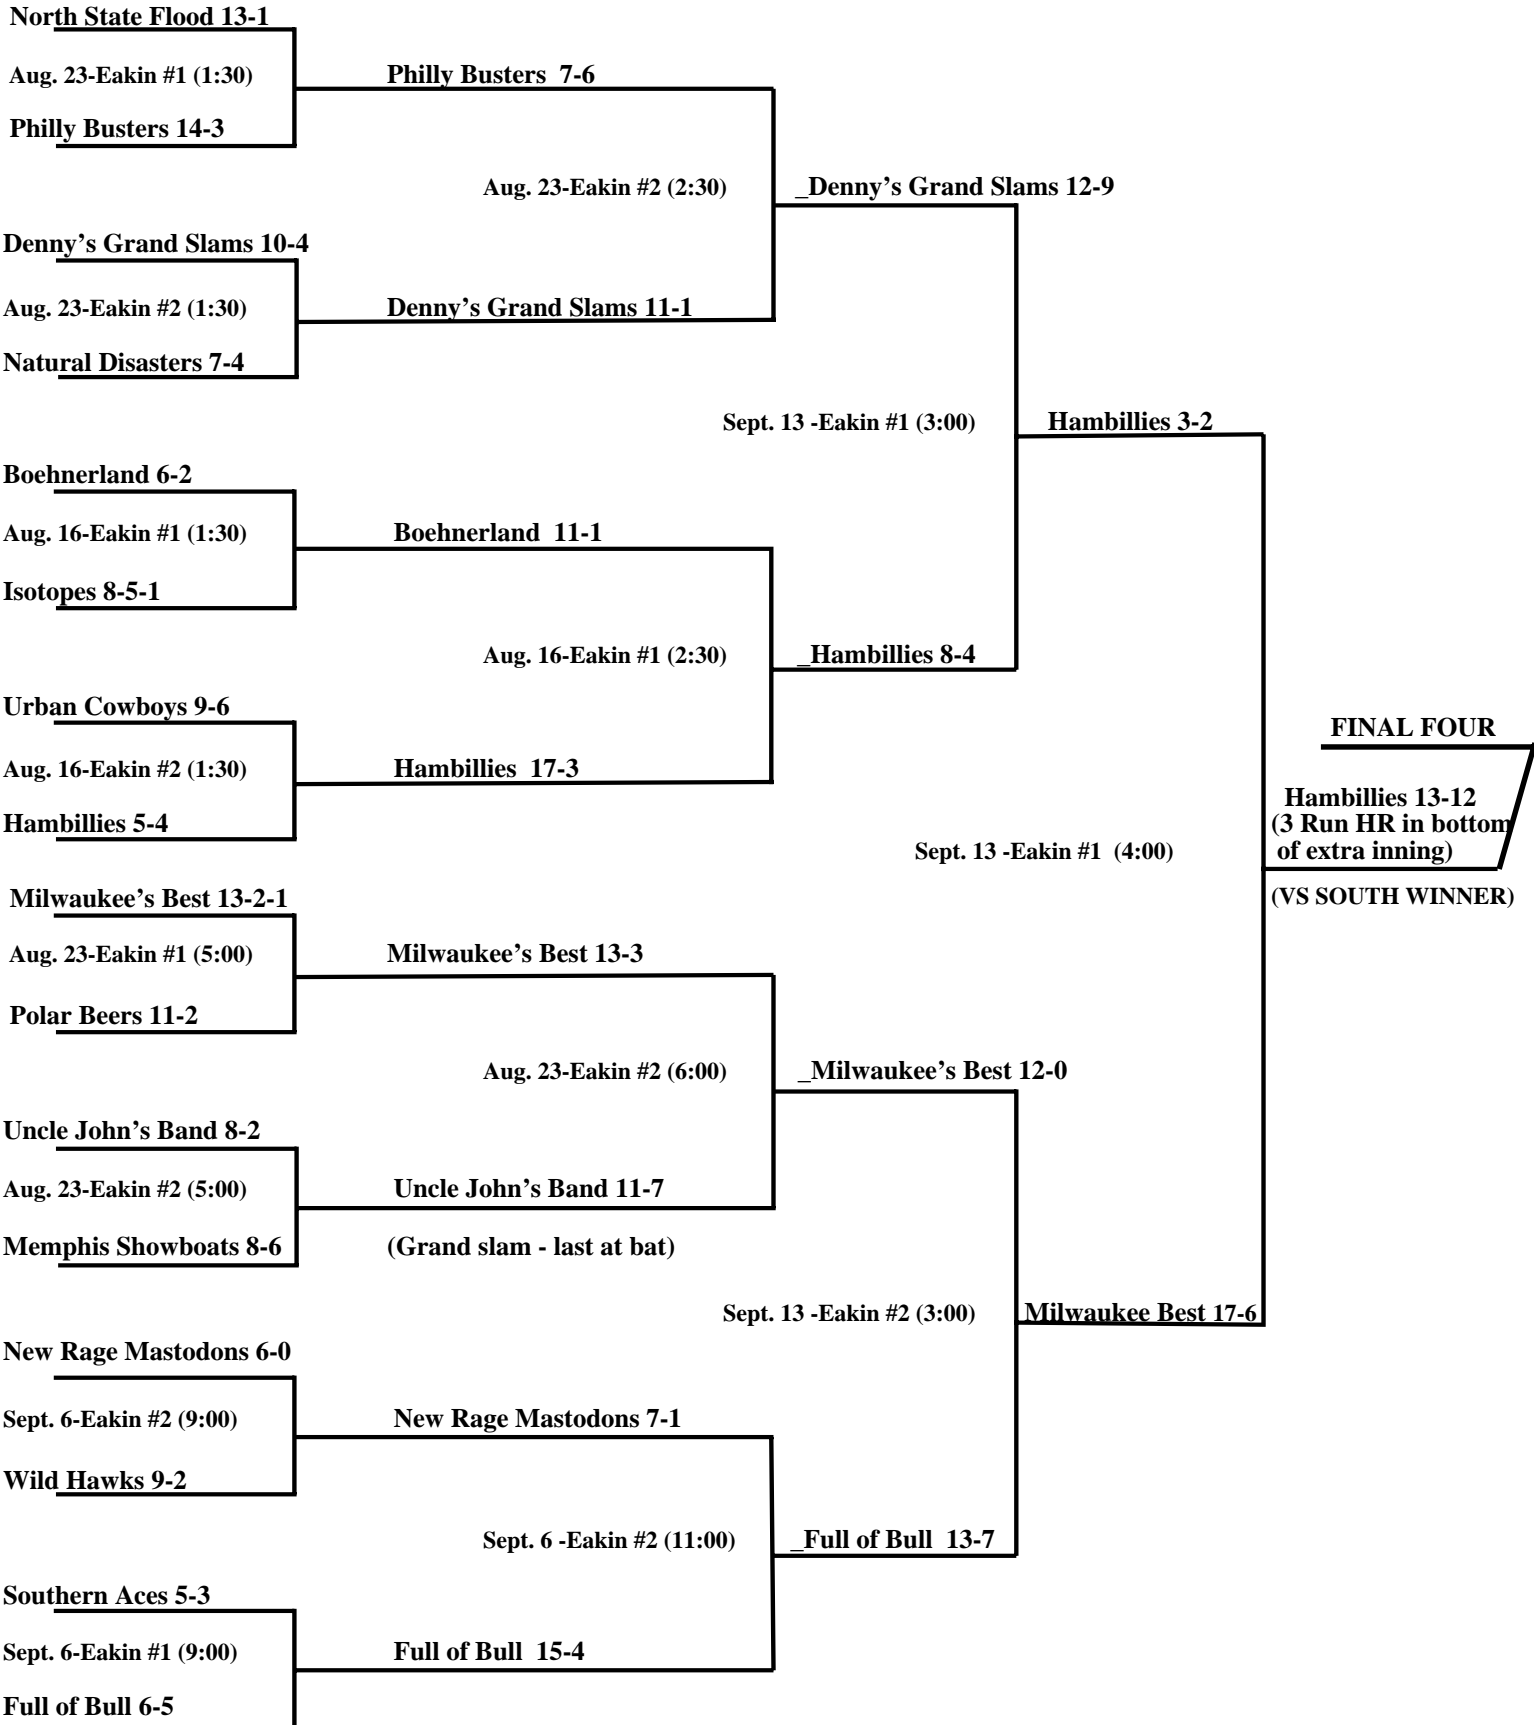 North State Flood 13-1
Aug. 23-Eakin #1 (1:30)
Philly Busters  7-6
Philly Busters 14-3
Aug. 23-Eakin #2 (2:30)
_Denny’s Grand Slams 12-9
Denny’s Grand Slams 10-4
Aug. 23-Eakin #2 (1:30)
Denny’s Grand Slams 11-1
Natural Disasters 7-4
Sept. 13 -Eakin #1 (3:00)
Hambillies 3-2
Boehnerland 6-2
Aug. 16-Eakin #1 (1:30)
Boehnerland  11-1
Isotopes 8-5-1
Aug. 16-Eakin #1 (2:30)
_Hambillies 8-4
Urban Cowboys 9-6
Aug. 16-Eakin #2 (1:30)
Hambillies  17-3
Hambillies 5-4
FINAL FOUR
Hambillies 13-12
(3 Run HR in bottom
of extra inning)
Sept. 13 -Eakin #1  (4:00)
(VS SOUTH WINNER)
Milwaukee’s Best 13-2-1
Aug. 23-Eakin #1 (5:00)
Milwaukee’s Best 13-3
Polar Beers 11-2
Aug. 23-Eakin #2 (6:00)
_Milwaukee’s Best 12-0
Uncle John’s Band 8-2
Aug. 23-Eakin #2 (5:00)
Uncle John’s Band 11-7
Memphis Showboats 8-6
(Grand slam - last at bat)
Sept. 13 -Eakin #2 (3:00)
Milwaukee Best 17-6
New Rage Mastodons 6-0
Sept. 6-Eakin #2 (9:00)
New Rage Mastodons 7-1
Wild Hawks 9-2
Sept. 6 -Eakin #2 (11:00)
_Full of Bull  13-7
Southern Aces 5-3
Sept. 6-Eakin #1 (9:00)
Full of Bull  15-4
Full of Bull 6-5